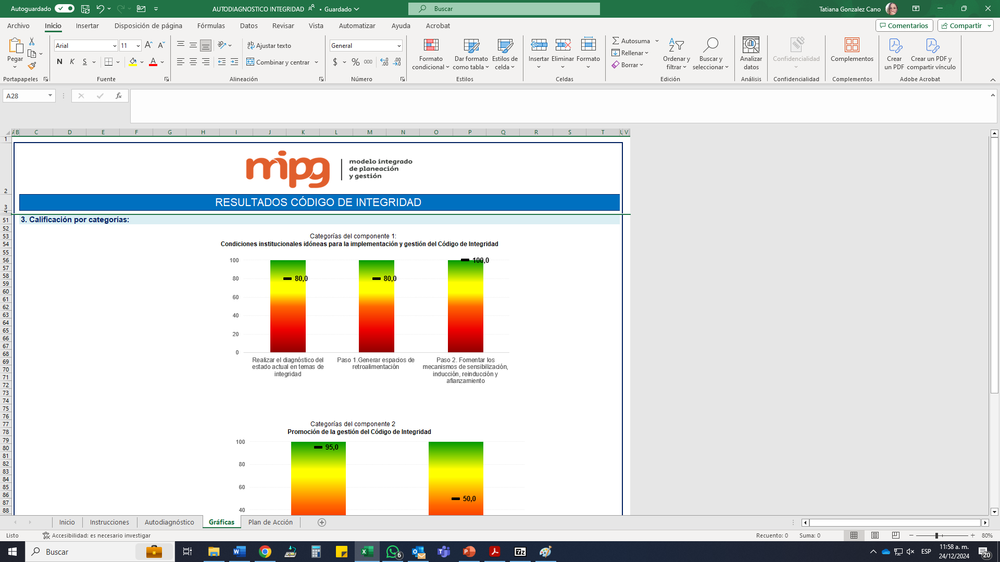 Autoguardado
AUTODIAGNOSTICO INTEGRIDAD • Guardado
Buscar
Tatiana Gonzalez Cano
Archivo Inicio Insertar Disposición de página Fórmulas Datos Revisar Vista Automatizar Ayuda Acrobat
Comentarios Compartir
Pegar
Arial 11
N K S
Ajustar texto
Combinar y centrar
General
$ % 000
Formato condicional
Dar formato como tabla
Estilos de celda
Insertar Eliminar Formato
Autosuma
Rellenar
Borrar
Ordenar y filtrar
Buscar y seleccionar
Analizar datos
Confidencialidad
Complementos
Crear un PDF
Crear un PDF y compartir vínculo
Portapapeles Fuente Alineación Número Estilos Celdas Edición Análisis Confidencialidad Complementos Adobe Acrobat
A28
fx
A B C D E F G H I J K L M N O P Q R S T U V
1
2
3
4
51
52
53
54
55
56
57
58
59
60
61
62
63
64
65
66
67
68
69
70
71
72
73
74
75
76
77
78
79
80
81
82
83
84
85
86
87
88
mipg
modelo integrado
de planeación
y gestión
RESULTADOS CÓDIGO DE INTEGRIDAD
3. Calificación por categorías:
Categorías del componente 1:
Condiciones institucionales idóneas para la implementación y gestión del Código de Integridad
100
80
60
40
20
0
80,0
80,0
100,0
Realizar el diagnóstico del
estado actual en temas de
integridad
Paso 1.Generar espacios de
retroalimentación
Paso 2. Fomentar los
mecanismos de sensibilización,
inducción, reinducción y
afianzamiento
Categorías del componente 2
Promoción de la gestión del Código de Integridad
100
80
60
40
95,0
50,0
Inicio Instrucciones Autodiagnóstico Gráficas Plan de Acción
Listo
Accesibilidad: es necesario investigar
Recuento: 0 Suma: 0
80%
Buscar
6
ESP
11:58 a. m.
24/12/2024
20